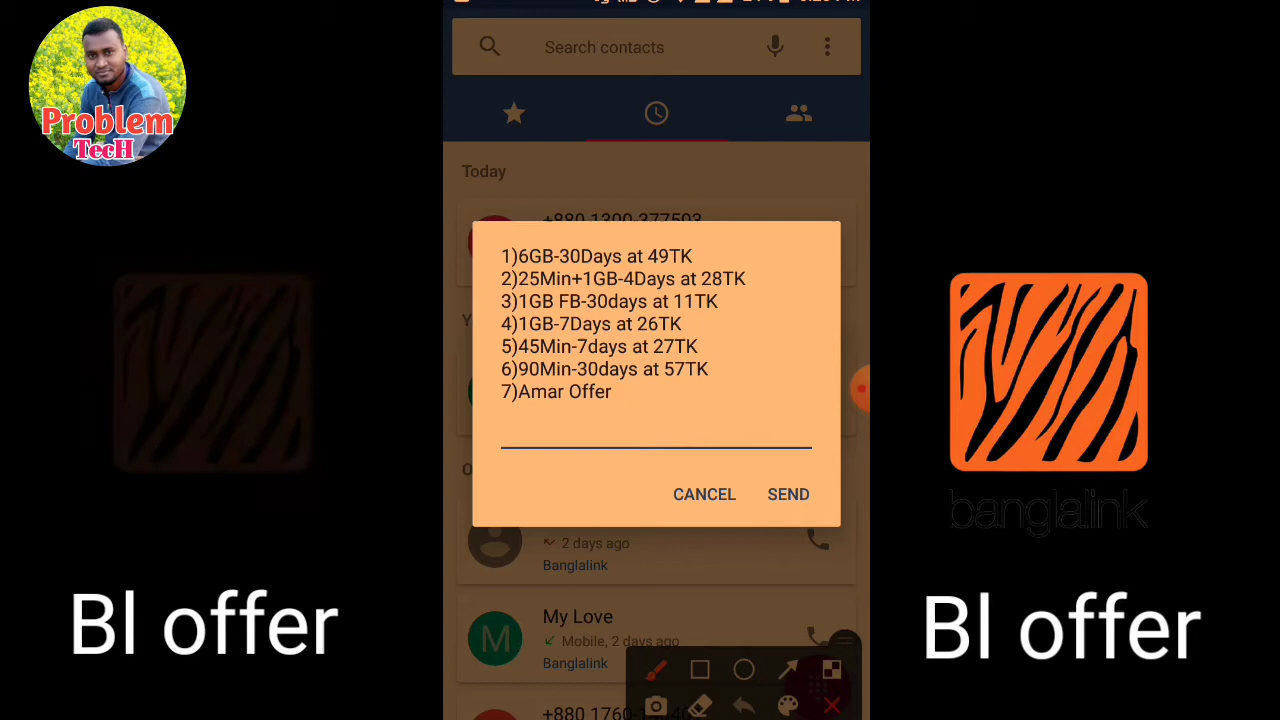 Problem
TecH
Search contacts
Today
+880 1300-377503
1)6GB-30Days at 49TK
2)25Min+1GB-4Days at 28TK
3)1GB FB-30days at 11TK
4)1GB-7Days at 26TK
5)45Min-7days at 27TK
6)90Min-30days at 57TK
7)Amar Offer
CANCEL SEND
2 days ago
Banglalink
M
My Love
Mobile, 2 days ago
Banglalink
banglalink
Bl offer
Bl offer